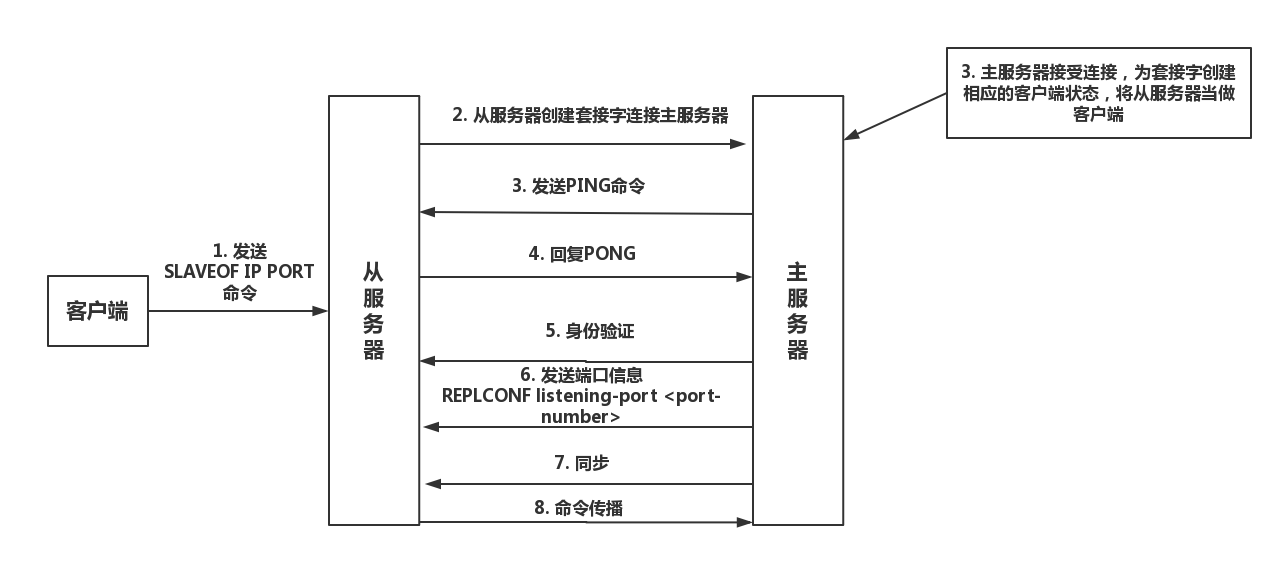 3. 主服务器接受连接，为套接字创建
相应的客户端状态，将从服务器当做
客户端
2. 从服务器创建套接字连接主服务器
3. 发送PING命令
1. 发送
SLAVEOF IP PORT
命令
4. 回复PONG
客户端
从
服
务
器
主
服
务
器
5. 身份验证
6. 发送端口信息
REPLCONF listening-port <port-
number>
7. 同步
8. 命令传播